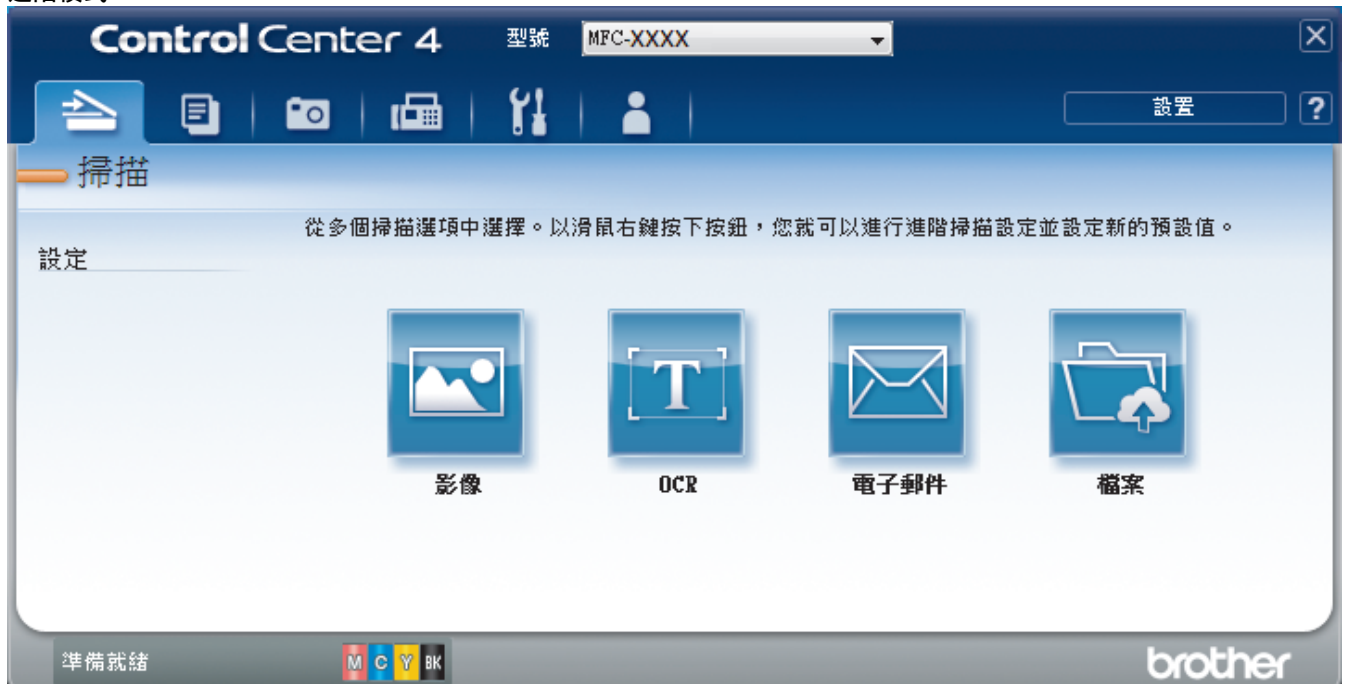 Control Center 4 型號 MFC-XXXX
設置 ?
掃描
從多個掃描選項中選擇。以滑鼠右鍵按下按鈕，您就可以進行進階掃描設定並設定新的預設值。
設定
T
影像 OCR 電子郵件 檔案
準備就緒 M C Y BK brother